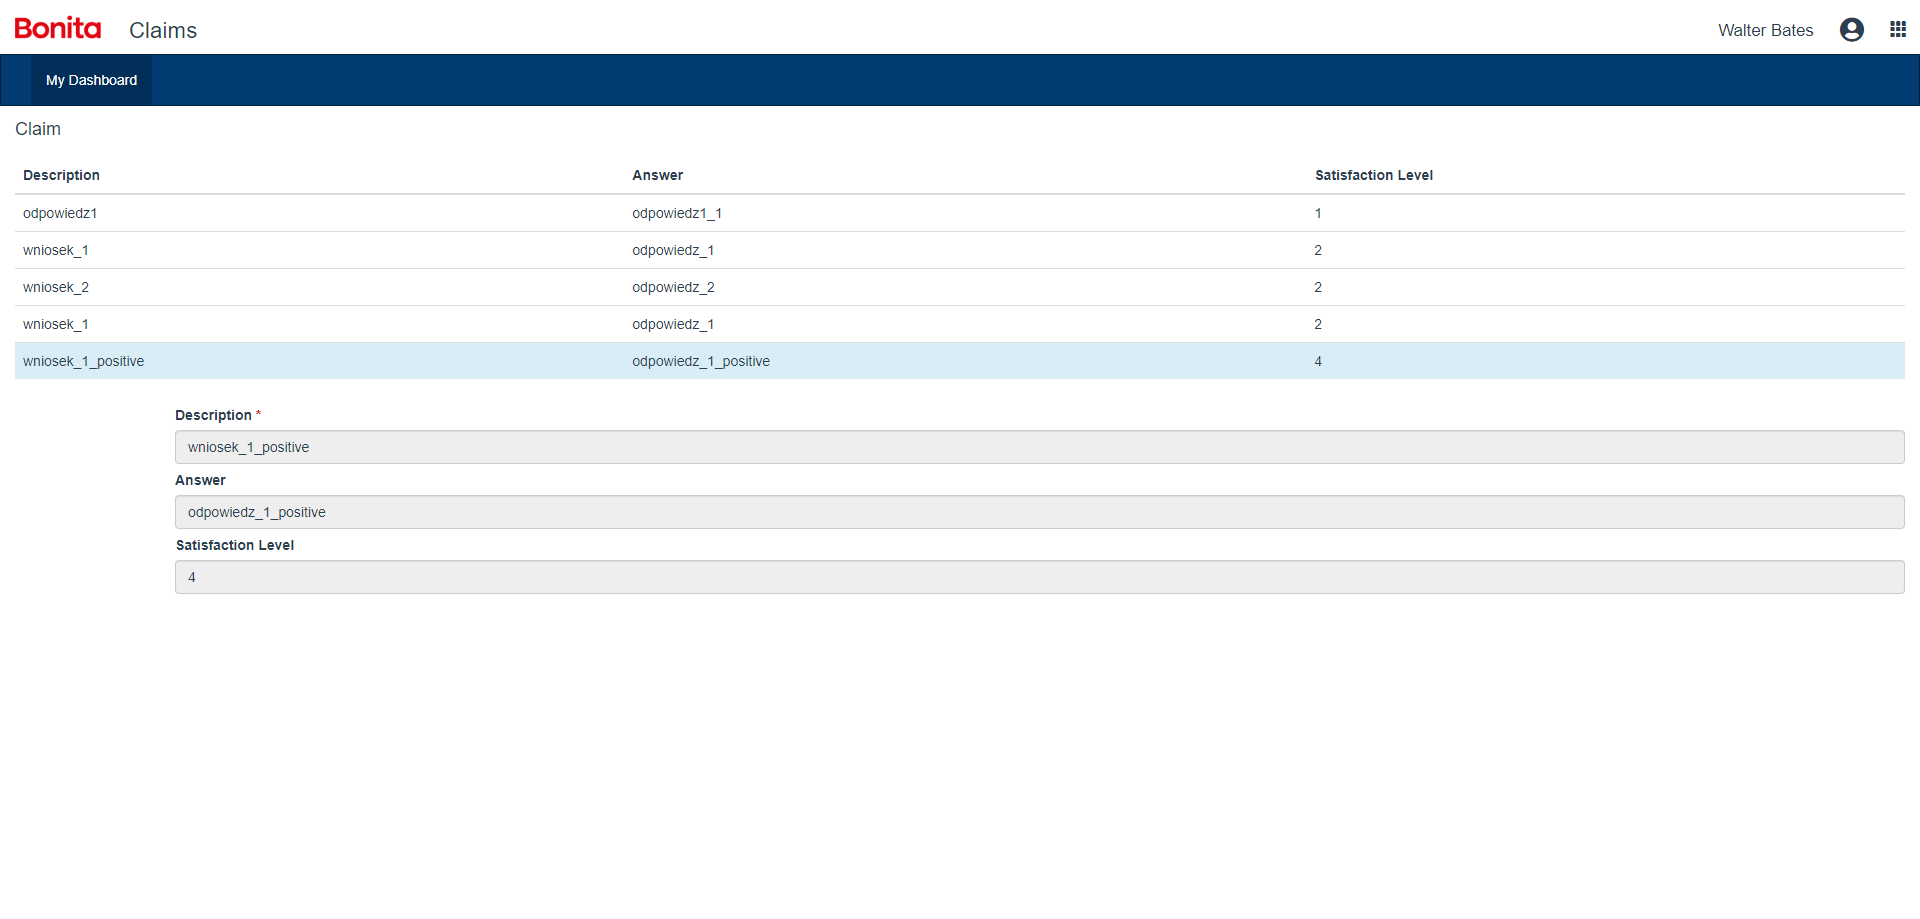 Bonita Claims Walter Bates
My Dashboard
Claim
Description Answer Satisfaction Level
odpowiedz1 odpowiedz1_1 1
wniosek_1 odpowiedz_1 2
wniosek_2 odpowiedz_2 2
wniosek_1 odpowiedz_1 2
wniosek_1_positive odpowiedz_1_positive 4
Description *
wniosek_1_positive
Answer
odpowiedz_1_positive
Satisfaction Level
4